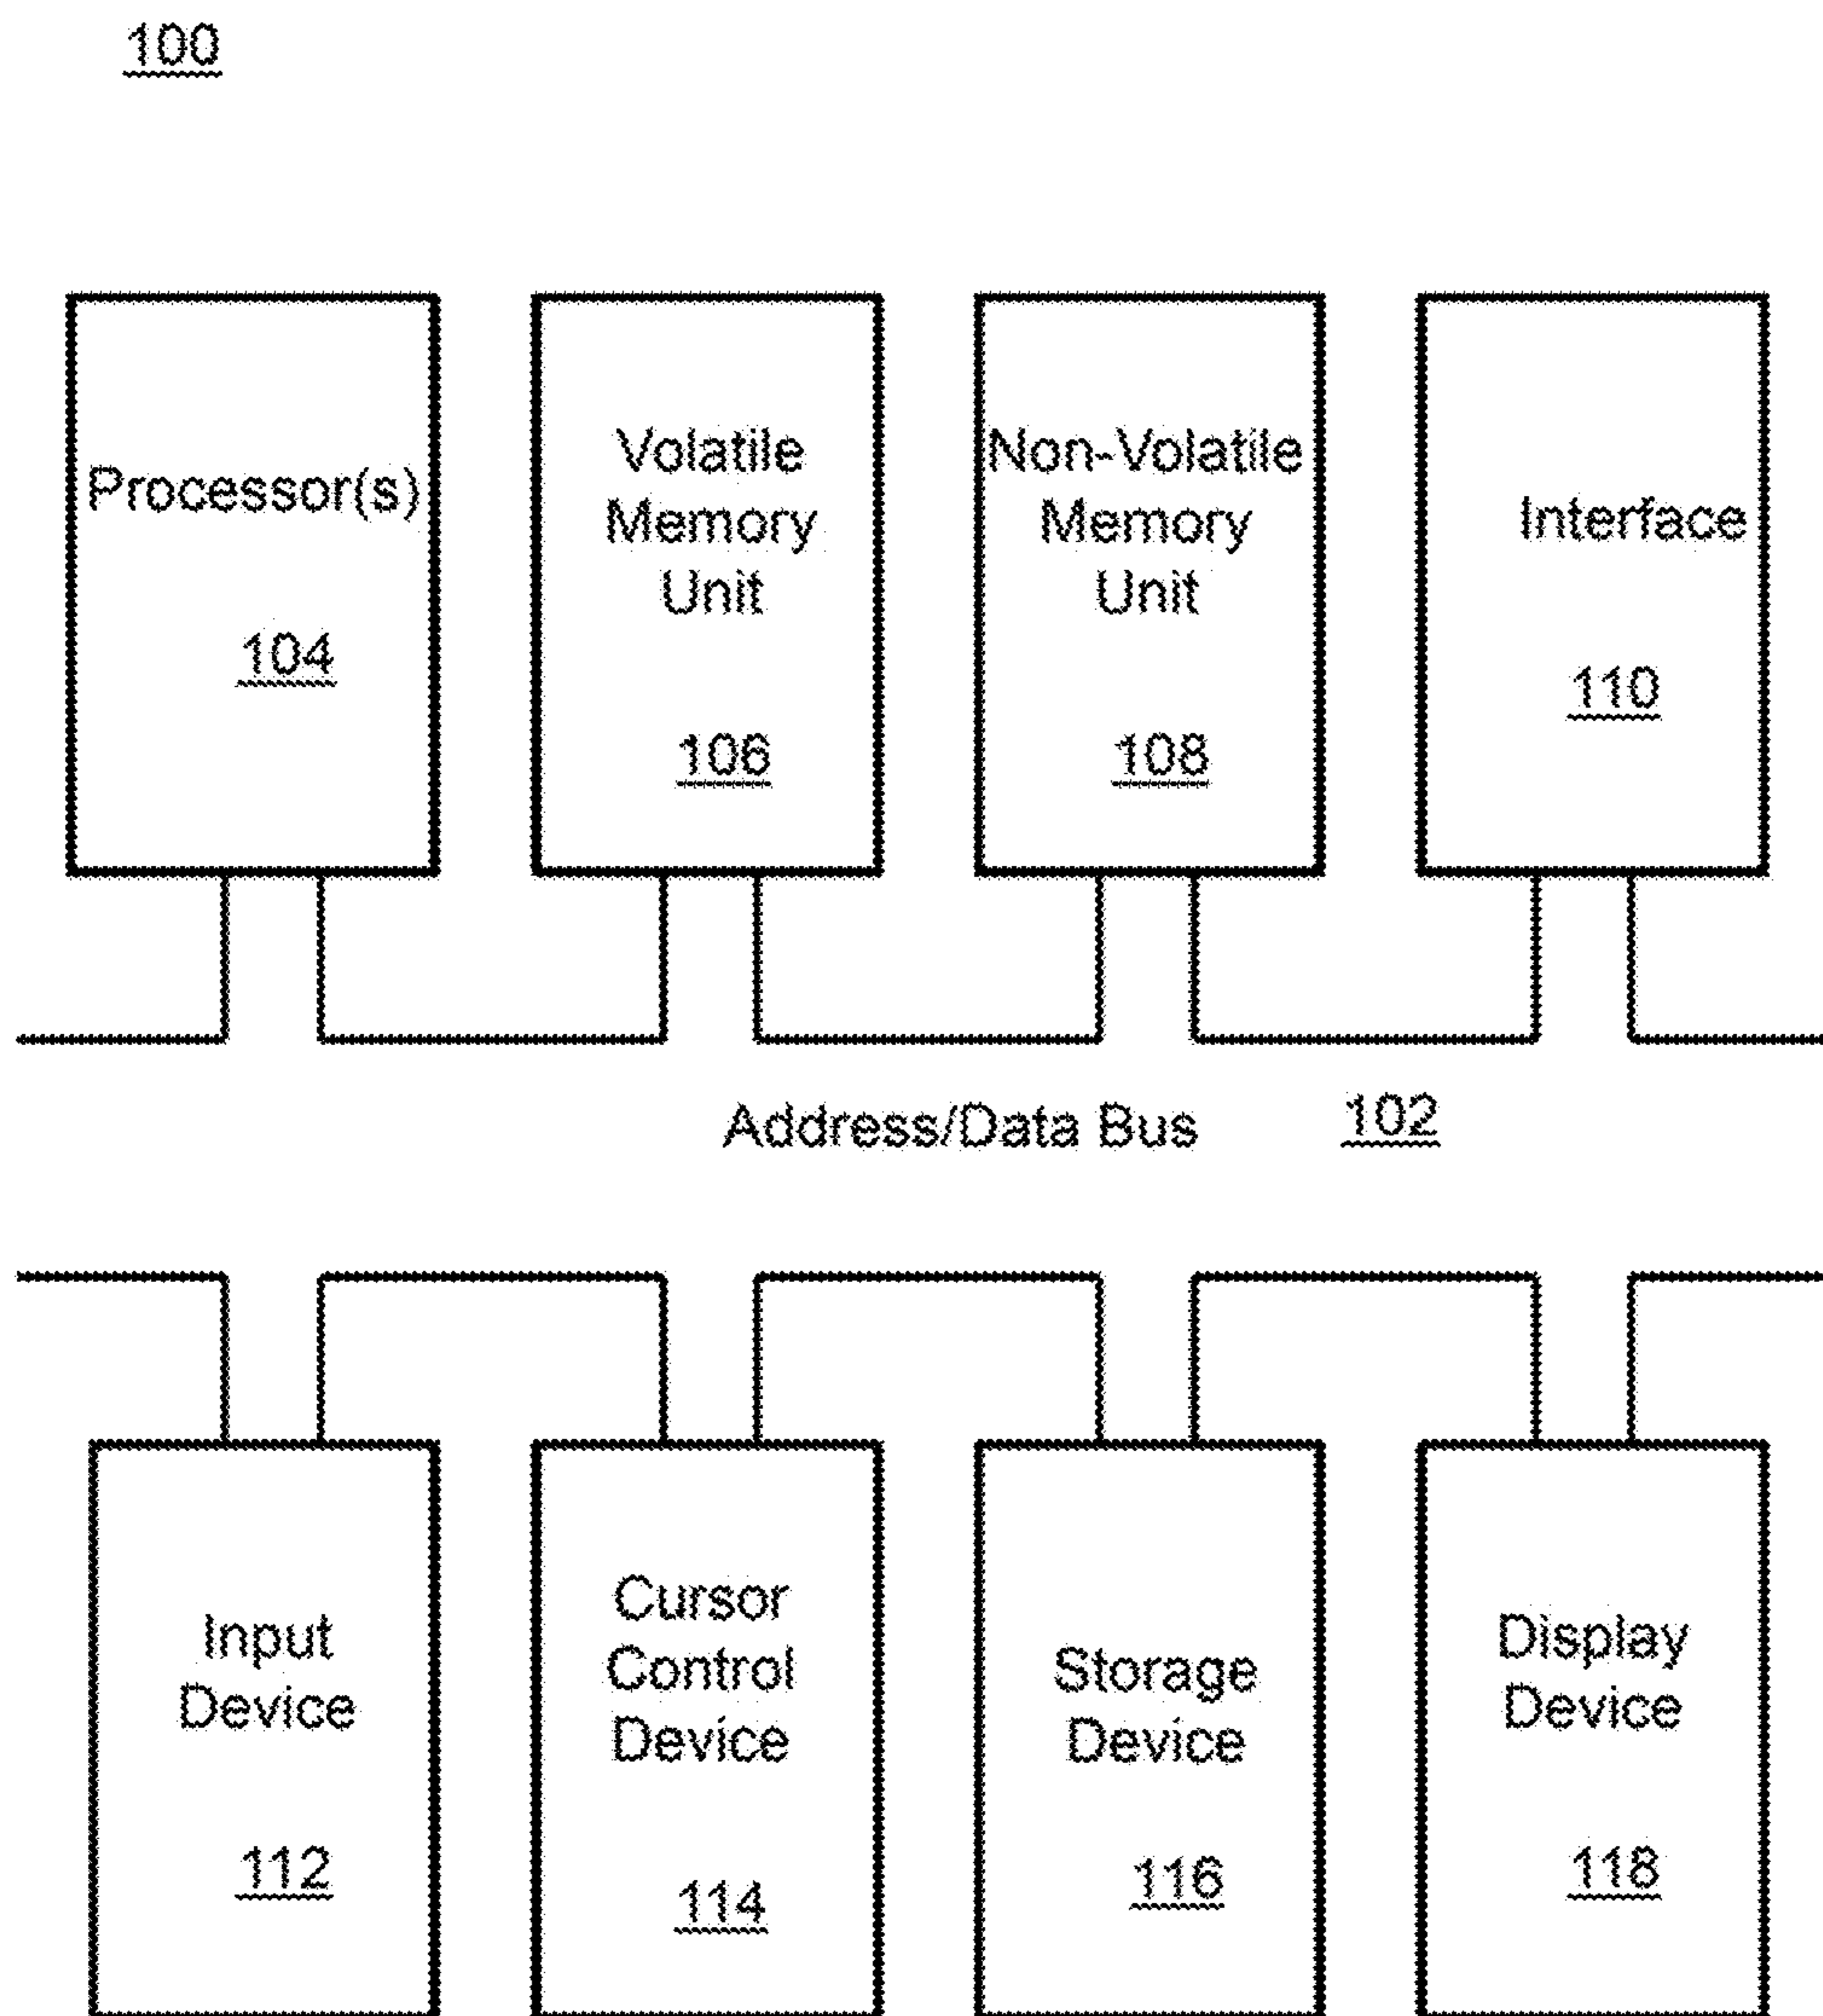 100
Processor(s)
104
Volatile
Memory
Unit
106
Non-Volatile
Memory
Unit
108
Interface
110
Address/Data Bus 102
Input
Device
112
Cursor
Control
Device
114
Storage
Device
116
Display
Device
118